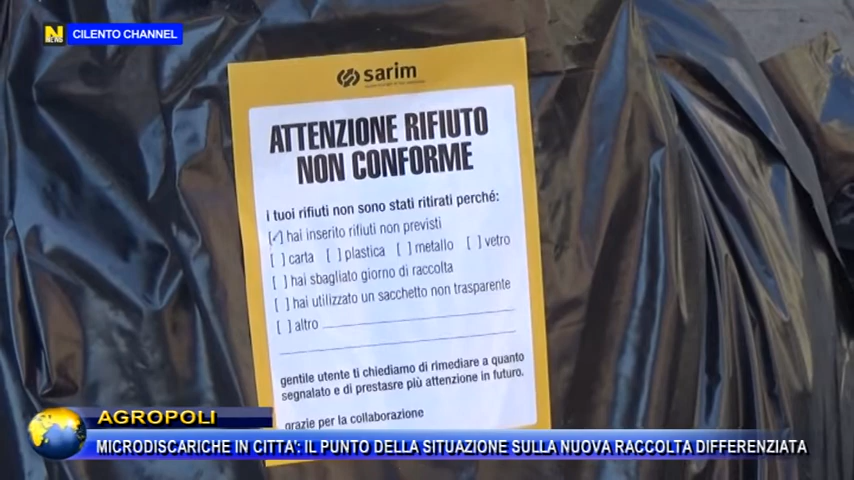 N
NEWS
CILENTO CHANNEL
sarim
ATTENZIONE RIFIUTO
NON CONFORME
i tuoi rifiuti non sono stati ritirati perché:
[✓] hai inserito rifiuti non previsti
[ ] carta [ ] plastica [ ] metallo [ ] vetro
[ ] hai sbagliato giorno di raccolta
[ ] hai utilizzato un sacchetto non trasparente
[ ] altro
gentile utente ti chiediamo di rimediare a quanto
segnalato e di prestasre più attenzione in futuro.
grazie per la collaborazione
AGROPOLI
MICRODISCARICHE IN CITTA': IL PUNTO DELLA SITUAZIONE SULLA NUOVA RACCOLTA DIFFERENZIATA